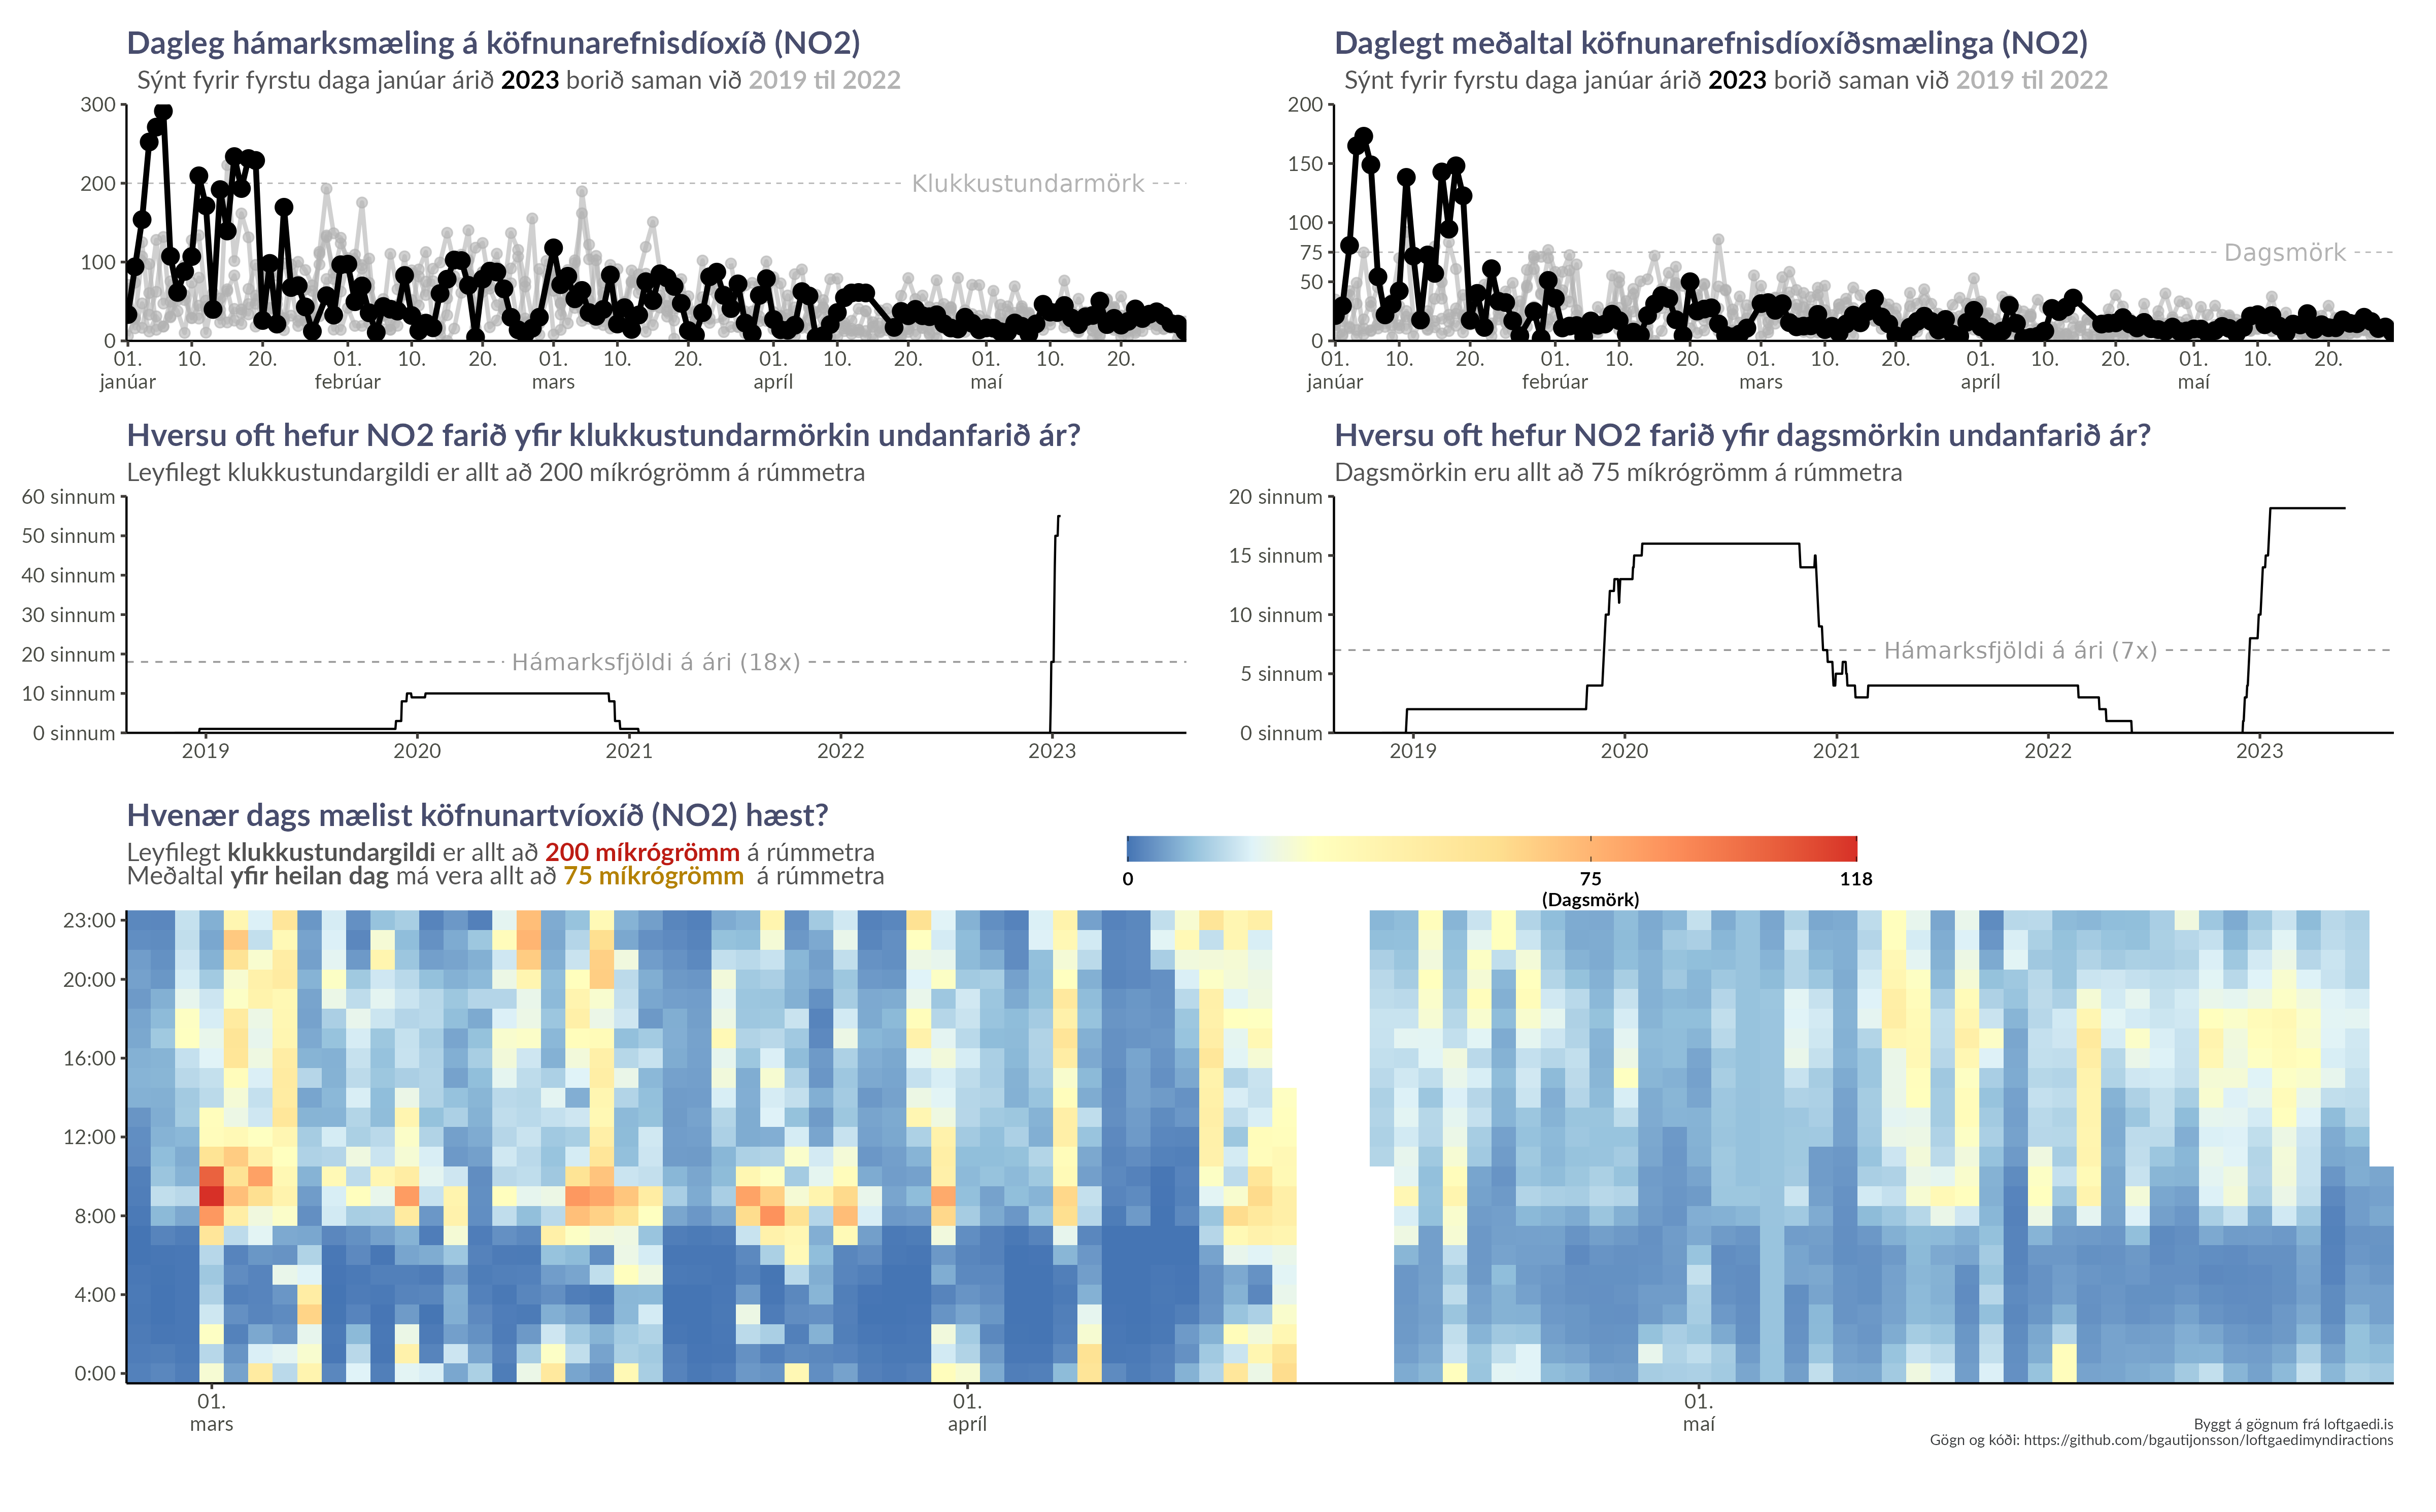 Dagleg hámarksmæling á köfnunarefnisdíoxíð (NO2)
Sýnt fyrir fyrstu daga janúar árið 2023 borið saman við 2019 til 2022
300
200
100
0
Klukkustundarmörk
01. 10. 20. 01. 10. 20. 01. 10. 20. 01. 10. 20. 01. 10. 20.
janúar febrúar mars apríl maí
Daglegt meðaltal köfnunarefnisdíoxíðsmælinga (NO2)
Sýnt fyrir fyrstu daga janúar árið 2023 borið saman við 2019 til 2022
200
150
100
75
50
0
Dagsmörk
01. 10. 20. 01. 10. 20. 01. 10. 20. 01. 10. 20. 01. 10. 20.
janúar febrúar mars apríl maí
Hversu oft hefur NO2 farið yfir klukkustundarmörkin undanfarið ár?
Leyfilegt klukkustundargildi er allt að 200 míkrógrömm á rúmmetra
60 sinnum
50 sinnum
40 sinnum
30 sinnum
20 sinnum
10 sinnum
0 sinnum
Hámarksfjöldi á ári (18x)
2019 2020 2021 2022 2023
Hversu oft hefur NO2 farið yfir dagsmörkin undanfarið ár?
Dagsmörkin eru allt að 75 míkrógrömm á rúmmetra
20 sinnum
15 sinnum
10 sinnum
5 sinnum
0 sinnum
Hámarksfjöldi á ári (7x)
2019 2020 2021 2022 2023
Hvenær dags mælist köfnunartvíoxíð (NO2) hæst?
Leyfilegt klukkustundargildi er allt að 200 míkrógrömm á rúmmetra
Meðaltal yfir heilan dag má vera allt að 75 míkrógrömm á rúmmetra
0 75 118
(Dagsmörk)
23:00
20:00
16:00
12:00
8:00
4:00
0:00
01. 01. 01.
mars apríl maí
Byggt á gögnum frá loftgaedi.is
Gögn og kóði: https://github.com/bgautijonsson/loftgaedimyndiractions